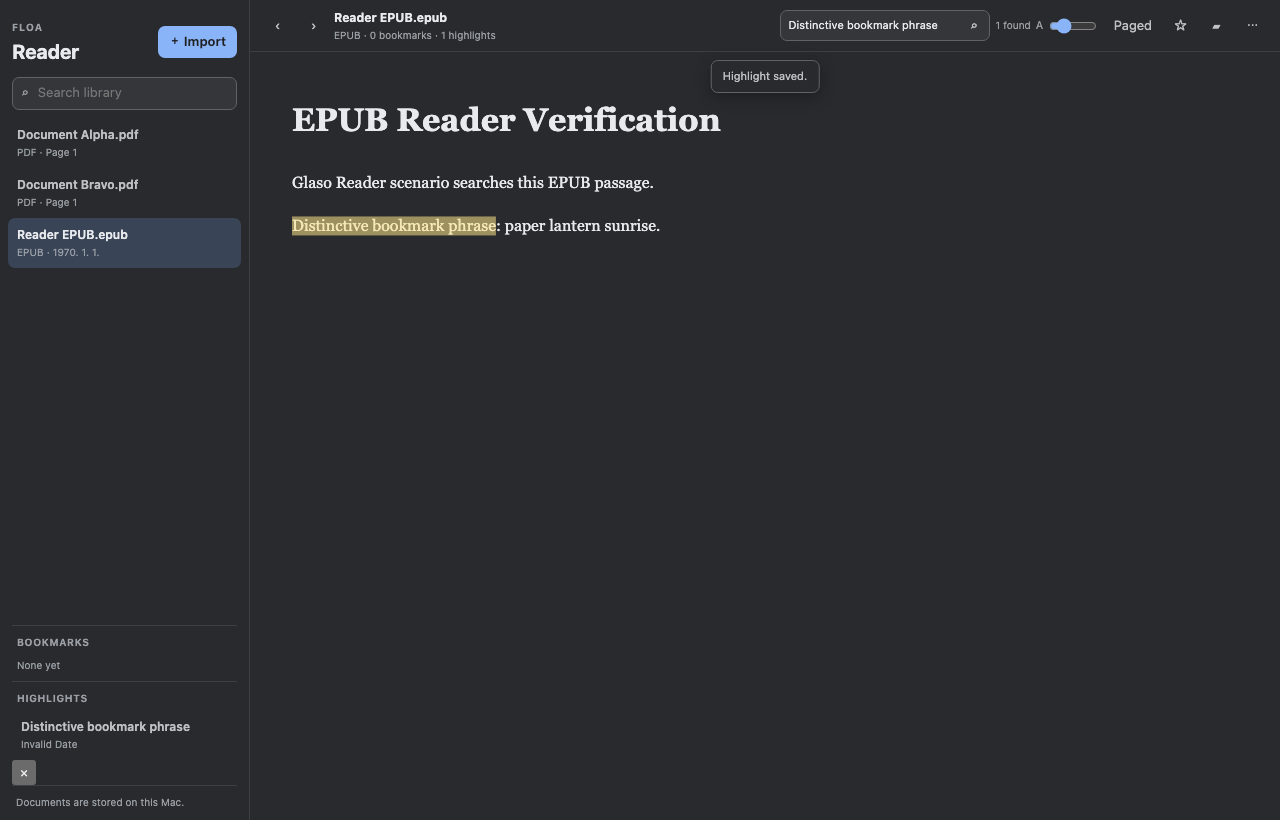 FLOA
Reader
+ Import
Search library
Document Alpha.pdf
PDF · Page 1
Document Bravo.pdf
PDF · Page 1
Reader EPUB.epub
EPUB · 1970. 1. 1.
BOOKMARKS
None yet
HIGHLIGHTS
Distinctive bookmark phrase
Invalid Date
×
Documents are stored on this Mac.
‹ › Reader EPUB.epub
EPUB · 0 bookmarks · 1 highlights
Distinctive bookmark phrase
1 found A
Paged
Highlight saved.
EPUB Reader Verification
Glaso Reader scenario searches this EPUB passage.
Distinctive bookmark phrase: paper lantern sunrise.